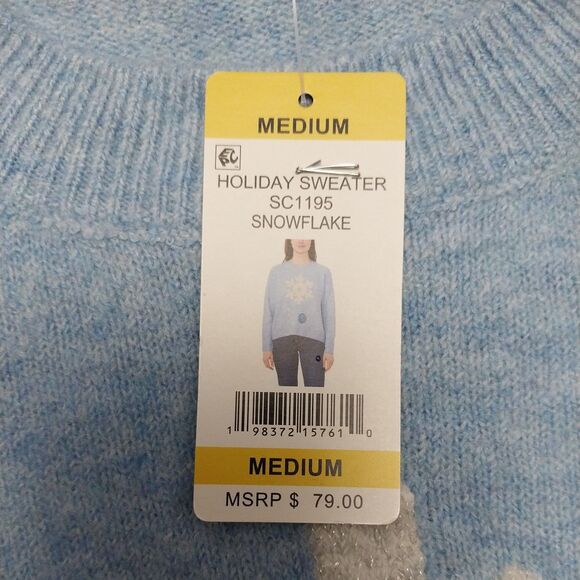 MEDIUM
HOLIDAY SWEATER
SC1195
SNOWFLAKE
1 98372 15761 0
MEDIUM
MSRP $ 79.00